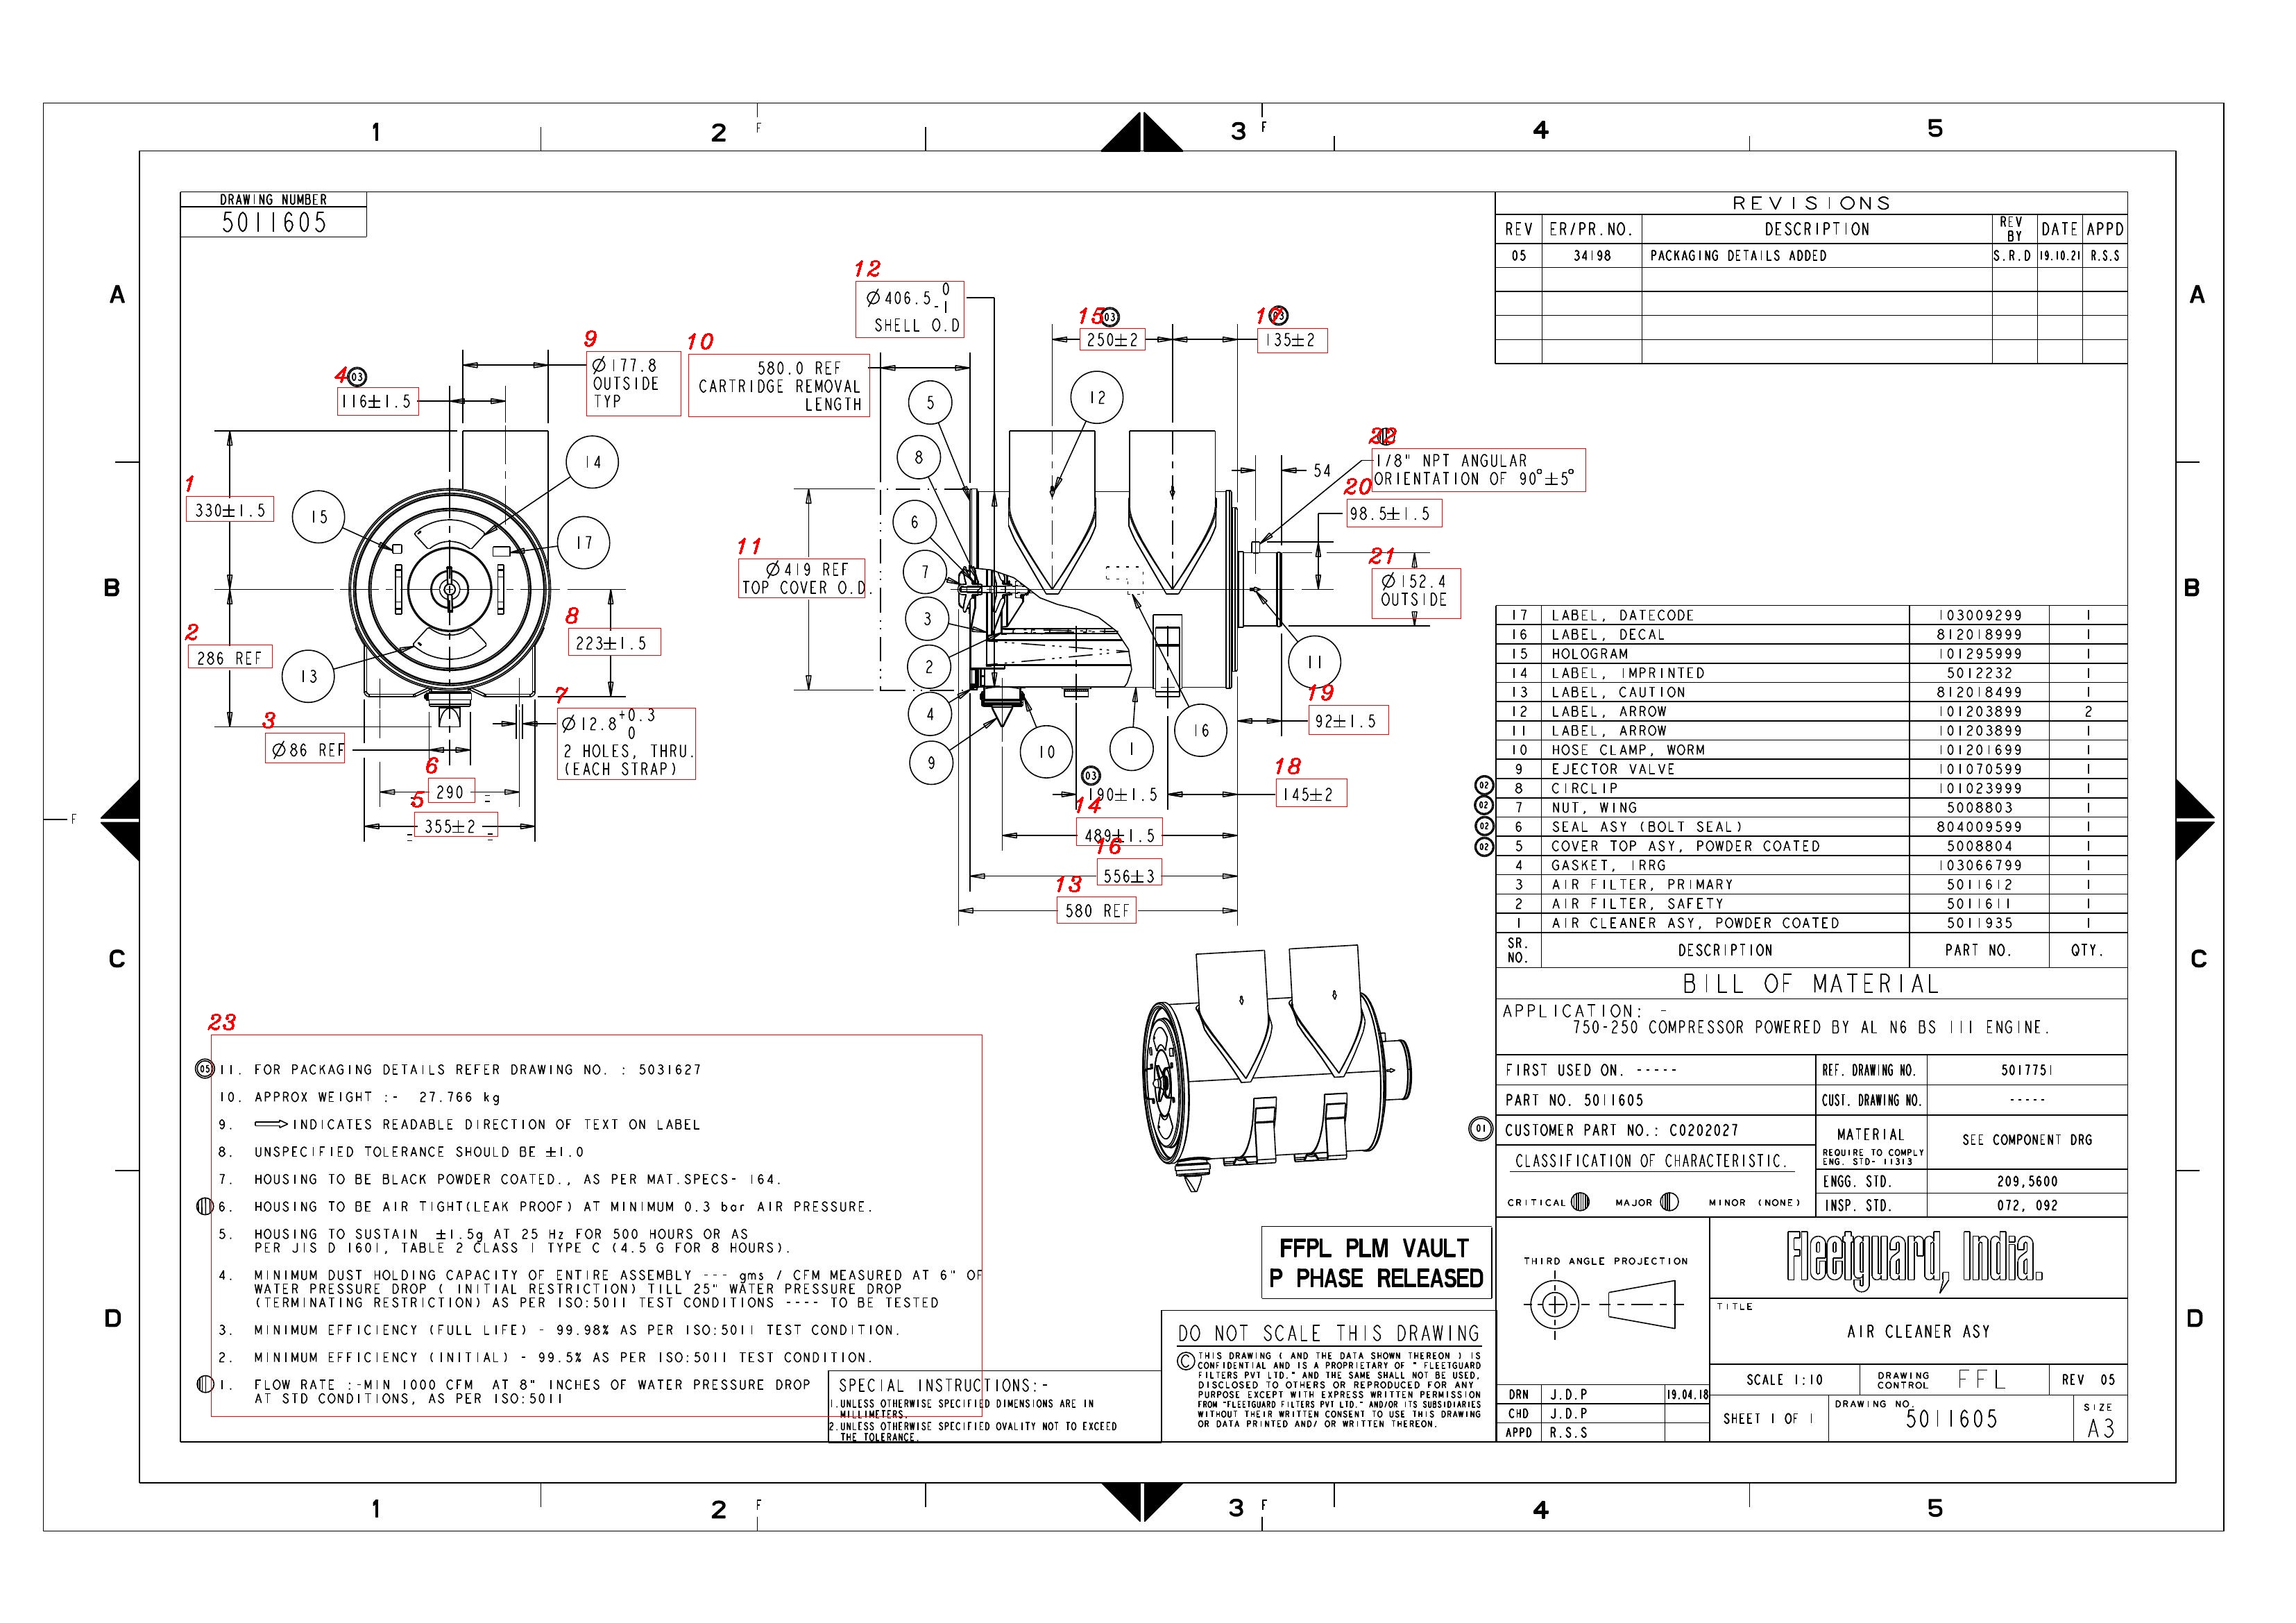 1
2
F
3
F
4
5
A
A
B
B
C
C
D
D
F
1
2
F
3
F
4
5
DRAWING NUMBER
5011605
REVISIONS
REV ER/PR.NO. DESCRIPTION REV BY DATE APPD
05 34198 PACKAGING DETAILS ADDED S.R.D 19.10.21 R.S.S
12
Ø406.5 0 -1
SHELL O.D
9
Ø177.8
OUTSIDE
TYP
10
580.0 REF
CARTRIDGE REMOVAL
LENGTH
4 03
116±1.5
15 03
250±2
17 03
135±2
1
330±1.5
2
286 REF
3
Ø86 REF
14
15
17
13
8
223±1.5
7
Ø12.8 +0.3 0
2 HOLES, THRU.
(EACH STRAP)
6
290
5
355±2
11
Ø419 REF
TOP COVER O.D.
5
8
6
7
3
2
4
9
10
1
16
11
12
54
22
1/8" NPT ANGULAR
ORIENTATION OF 90°±5°
20
98.5±1.5
21
Ø152.4
OUTSIDE
19
92±1.5
18
145±2
03
190±1.5
14
489±1.5
16
556±3
13
580 REF
17 LABEL, DATECODE 103009299 1
16 LABEL, DECAL 812018999 1
15 HOLOGRAM 101295999 1
14 LABEL, IMPRINTED 5012232 1
13 LABEL, CAUTION 812018499 1
12 LABEL, ARROW 101203899 2
11 LABEL, ARROW 101203899 1
10 HOSE CLAMP, WORM 101201699 1
9 EJECTOR VALVE 101070599 1
02 8 CIRCLIP 101023999 1
02 7 NUT, WING 5008803 1
02 6 SEAL ASY (BOLT SEAL) 804009599 1
02 5 COVER TOP ASY, POWDER COATED 5008804 1
4 GASKET, IRRG 103066799 1
3 AIR FILTER, PRIMARY 5011612 1
2 AIR FILTER, SAFETY 5011611 1
1 AIR CLEANER ASY, POWDER COATED 5011935 1
SR. NO. DESCRIPTION PART NO. QTY.
BILL OF MATERIAL
APPLICATION: -
750-250 COMPRESSOR POWERED BY AL N6 BS III ENGINE.
FIRST USED ON. -----
REF. DRAWING NO. 5017751
PART NO. 5011605
CUST. DRAWING NO. -----
01 CUSTOMER PART NO.: C0202027
MATERIAL
REQUIRE TO COMPLY
ENG. STD- 11313
SEE COMPONENT DRG
CLASSIFICATION OF CHARACTERISTIC.
CRITICAL MAJOR MINOR (NONE)
ENGG. STD. 209,5600
INSP. STD. 072, 092
THIRD ANGLE PROJECTION
Fleetguard, India.
TITLE
AIR CLEANER ASY
SCALE 1:10
DRAWING CONTROL FFL
REV 05
DRN J.D.P 19.04.18
CHD J.D.P
APPD R.S.S
SHEET 1 OF 1
DRAWING NO. 5011605
SIZE
A3
FFPL PLM VAULT
P PHASE RELEASED
DO NOT SCALE THIS DRAWING
© THIS DRAWING ( AND THE DATA SHOWN THEREON ) IS
CONFIDENTIAL AND IS A PROPRIETARY OF " FLEETGUARD
FILTERS PVT LTD." AND THE SAME SHALL NOT BE USED,
DISCLOSED TO OTHERS OR REPRODUCED FOR ANY
PURPOSE EXCEPT WITH EXPRESS WRITTEN PERMISSION
FROM "FLEETGUARD FILTERS PVT LTD." AND/OR ITS SUBSIDIARIES
WITHOUT THEIR WRITTEN CONSENT TO USE THIS DRAWING
OR DATA PRINTED AND/ OR WRITTEN THEREON.
23
05 11. FOR PACKAGING DETAILS REFER DRAWING NO. : 5031627
10. APPROX WEIGHT :- 27.766 kg
9. INDICATES READABLE DIRECTION OF TEXT ON LABEL
8. UNSPECIFIED TOLERANCE SHOULD BE ±1.0
7. HOUSING TO BE BLACK POWDER COATED., AS PER MAT.SPECS- 164.
6. HOUSING TO BE AIR TIGHT(LEAK PROOF) AT MINIMUM 0.3 bar AIR PRESSURE.
5. HOUSING TO SUSTAIN ±1.5g AT 25 Hz FOR 500 HOURS OR AS
PER JIS D 1601, TABLE 2 CLASS 1 TYPE C (4.5 G FOR 8 HOURS).
4. MINIMUM DUST HOLDING CAPACITY OF ENTIRE ASSEMBLY --- gms / CFM MEASURED AT 6" OF
WATER PRESSURE DROP ( INITIAL RESTRICTION) TILL 25" WATER PRESSURE DROP
(TERMINATING RESTRICTION) AS PER ISO:5011 TEST CONDITIONS ---- TO BE TESTED
3. MINIMUM EFFICIENCY (FULL LIFE) - 99.98% AS PER ISO:5011 TEST CONDITION.
2. MINIMUM EFFICIENCY (INITIAL) - 99.5% AS PER ISO:5011 TEST CONDITION.
1. FLOW RATE :-MIN 1000 CFM AT 8" INCHES OF WATER PRESSURE DROP
AT STD CONDITIONS, AS PER ISO:5011
SPECIAL INSTRUCTIONS:-
1.UNLESS OTHERWISE SPECIFIED DIMENSIONS ARE IN
MILLIMETERS.
2.UNLESS OTHERWISE SPECIFIED OVALITY NOT TO EXCEED
THE TOLERANCE.